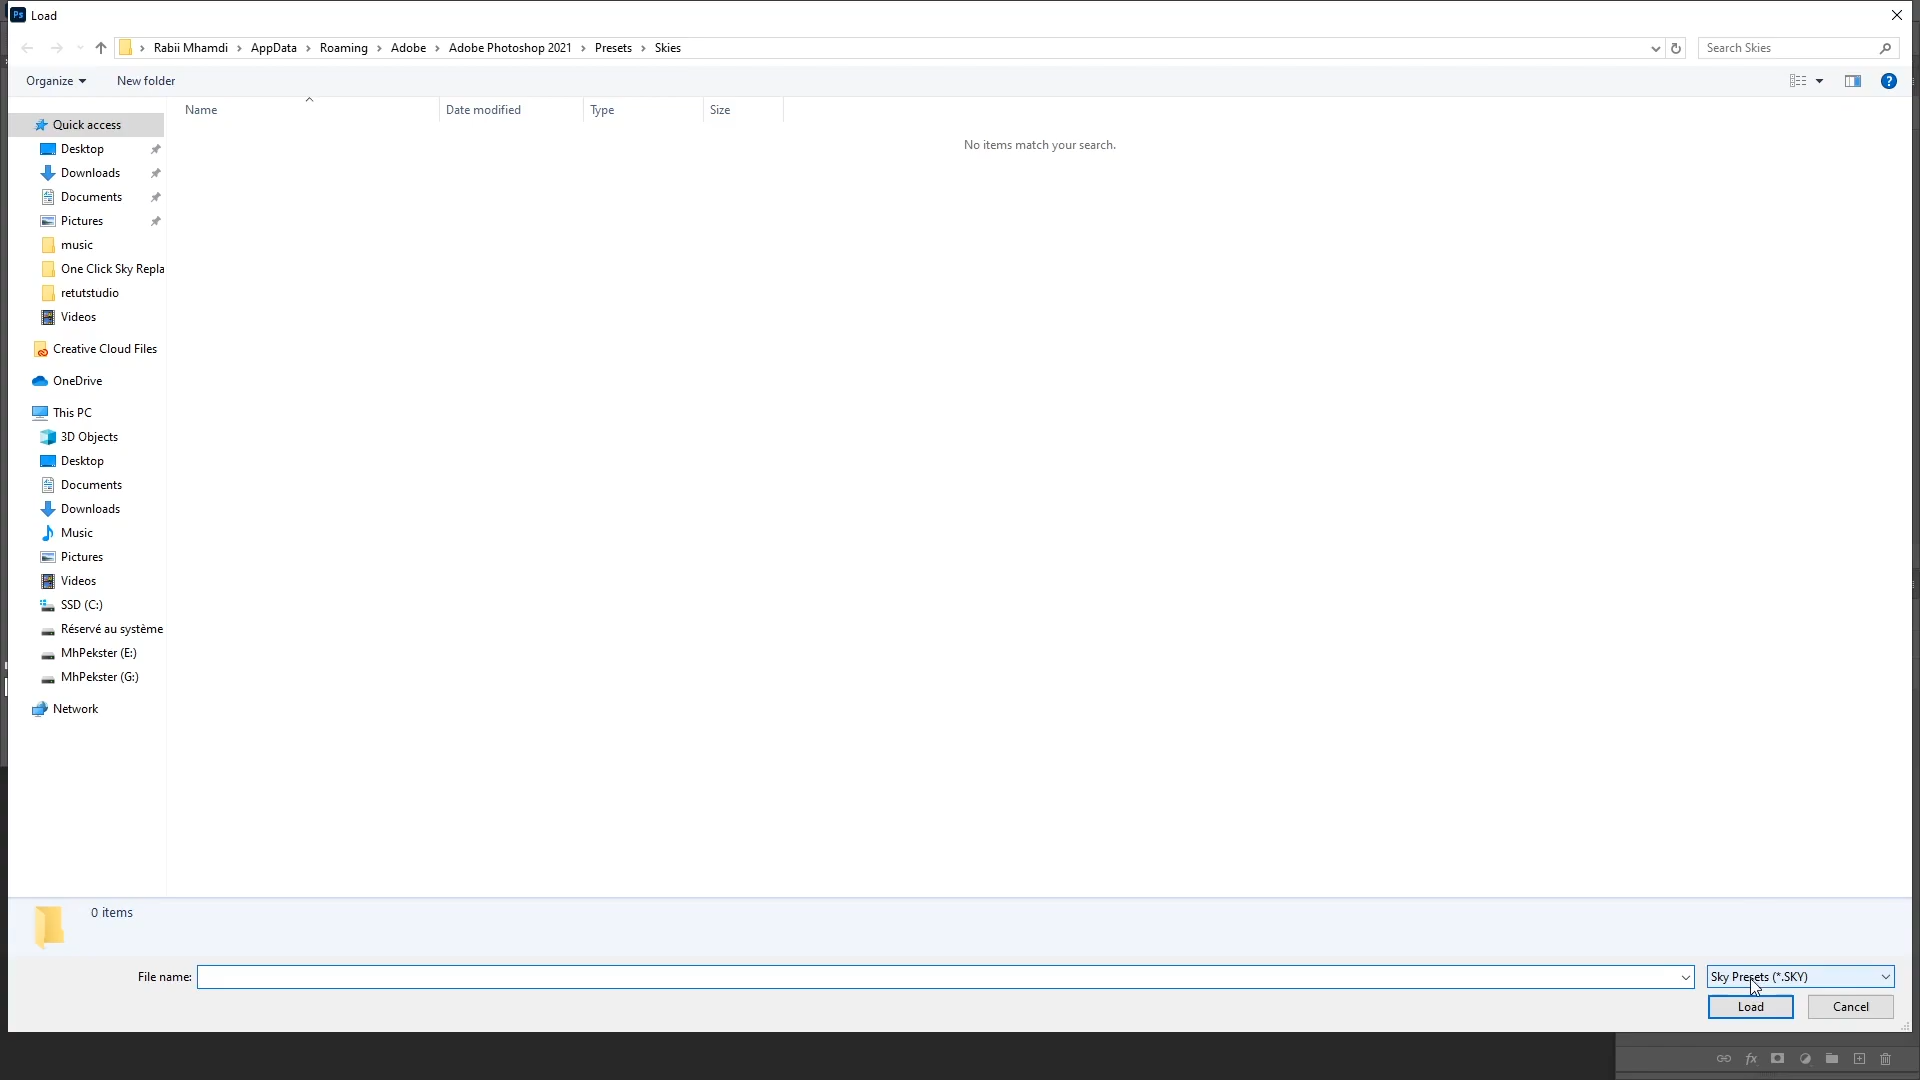 Ps Load
Rabii Mhamdi > AppData > Roaming > Adobe > Adobe Photoshop 2021 > Presets > Skies
Search Skies
Organize
New folder
Name
Date modified
Type
Size
No items match your search.
Quick access
Desktop
Downloads
Documents
Pictures
music
One Click Sky Repla
retutstudio
Videos
Creative Cloud Files
OneDrive
This PC
3D Objects
Desktop
Documents
Downloads
Music
Pictures
Videos
SSD (C:)
Réservé au système
MhPekster (E:)
MhPekster (G:)
Network
0 items
File name:
Sky Presets (*.SKY)
Load
Cancel
fx